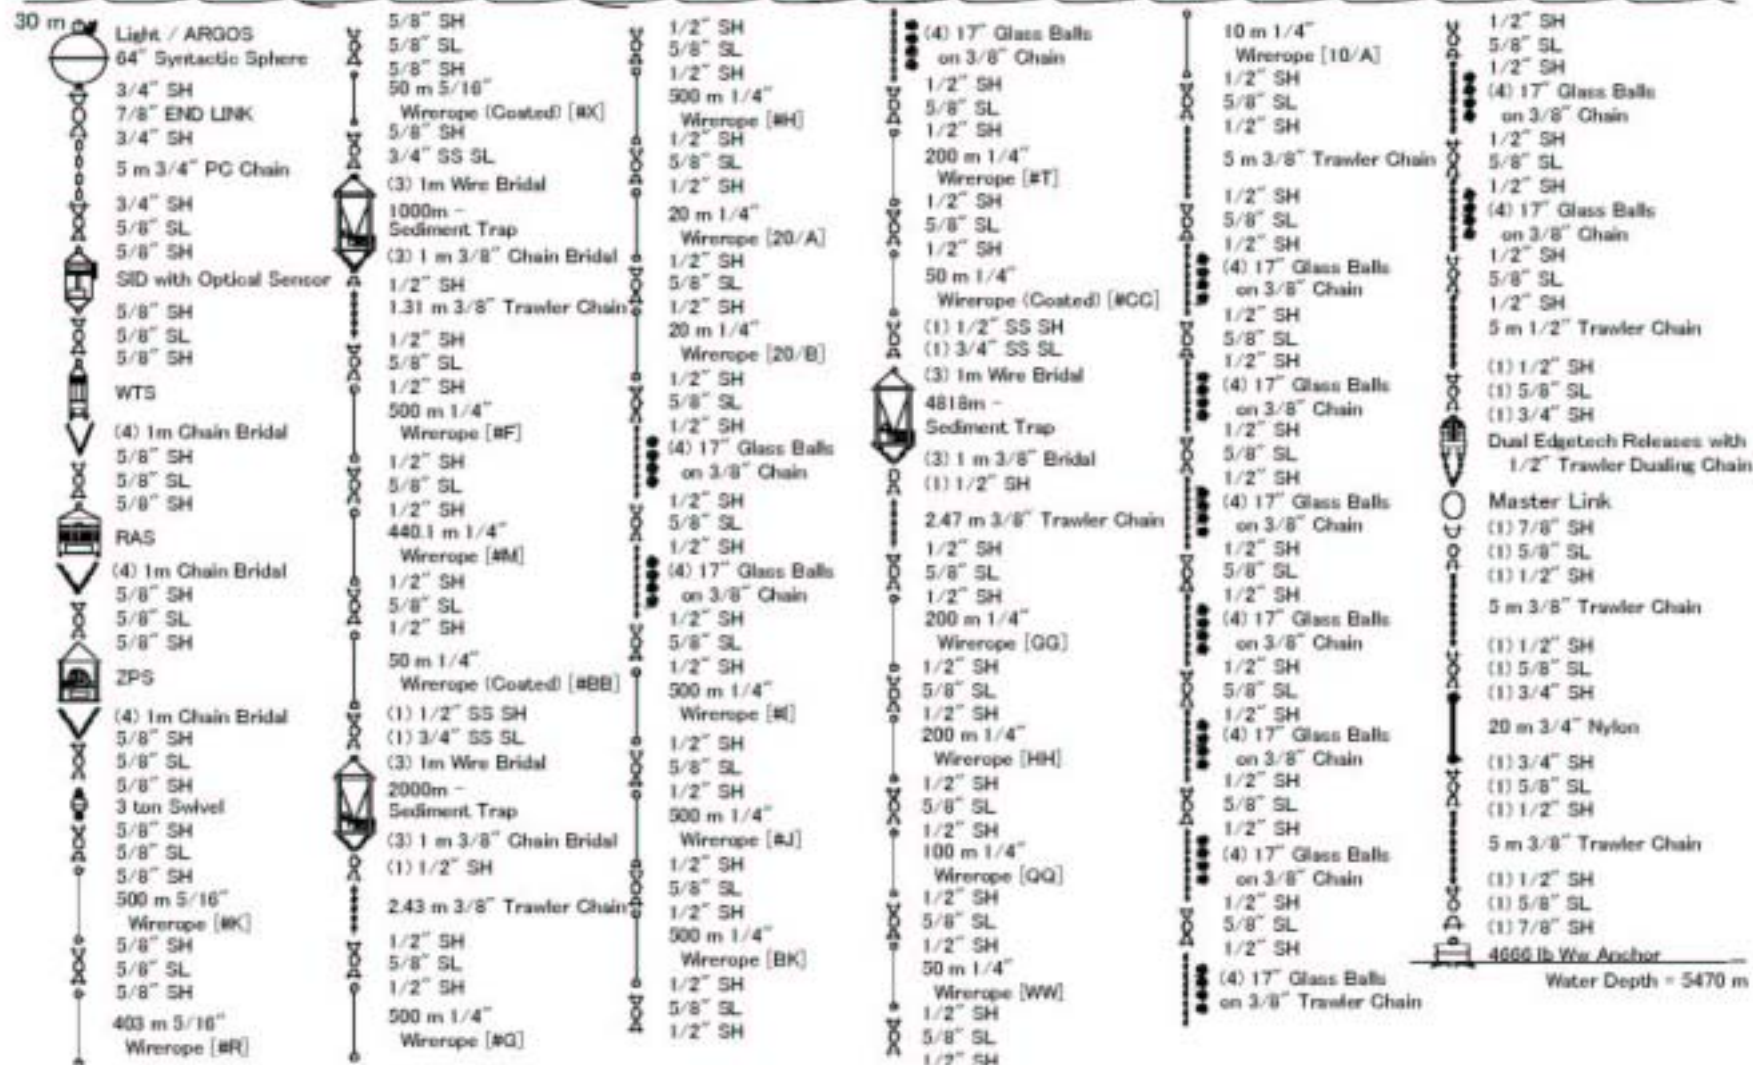 30 m
Light / ARGOS
64" Syntactic Sphere
3/4" SH
7/8" END LINK
3/4" SH
5 m 3/4" PC Chain
3/4" SH
5/8" SL
5/8" SH
SID with Optical Sensor
5/8" SH
5/8" SL
5/8" SH
WTS
(4) 1m Chain Bridal
5/8" SH
5/8" SL
5/8" SH
RAS
(4) 1m Chain Bridal
5/8" SH
5/8" SL
5/8" SH
ZPS
(4) 1m Chain Bridal
5/8" SH
5/8" SL
5/8" SH
3 ton Swivel
5/8" SH
5/8" SL
5/8" SH
500 m 5/16"
Wirerope [#K]
5/8" SH
5/8" SL
5/8" SH
403 m 5/16"
Wirerope [#R]
5/8" SH
5/8" SL
5/8" SH
50 m 5/16"
Wirerope (Coated) [#X]
5/8" SH
3/4" SS SL
(3) 1m Wire Bridal
1000m -
Sediment Trap
(3) 1 m 3/8" Chain Bridal
1/2" SH
1.31 m 3/8" Trawler Chain
1/2" SH
5/8" SL
1/2" SH
500 m 1/4"
Wirerope [#F]
1/2" SH
5/8" SL
1/2" SH
440.1 m 1/4"
Wirerope [#M]
1/2" SH
5/8" SL
1/2" SH
50 m 1/4"
Wirerope (Coated) [#BB]
(1) 1/2" SS SH
(1) 3/4" SS SL
(3) 1m Wire Bridal
2000m -
Sediment Trap
(3) 1 m 3/8" Chain Bridal
(1) 1/2" SH
2.43 m 3/8" Trawler Chain
1/2" SH
5/8" SL
1/2" SH
500 m 1/4"
Wirerope [#G]
1/2" SH
5/8" SL
1/2" SH
500 m 1/4"
Wirerope [#H]
1/2" SH
5/8" SL
1/2" SH
20 m 1/4"
Wirerope [20/A]
1/2" SH
5/8" SL
1/2" SH
20 m 1/4"
Wirerope [20/B]
1/2" SH
5/8" SL
1/2" SH
(4) 17" Glass Balls
on 3/8" Chain
1/2" SH
5/8" SL
1/2" SH
(4) 17" Glass Balls
on 3/8" Chain
1/2" SH
5/8" SL
1/2" SH
500 m 1/4"
Wirerope [#I]
1/2" SH
5/8" SL
1/2" SH
500 m 1/4"
Wirerope [#J]
1/2" SH
5/8" SL
1/2" SH
500 m 1/4"
Wirerope [BK]
1/2" SH
5/8" SL
1/2" SH
(4) 17" Glass Balls
on 3/8" Chain
1/2" SH
5/8" SL
1/2" SH
200 m 1/4"
Wirerope [#T]
1/2" SH
5/8" SL
1/2" SH
50 m 1/4"
Wirerope (Coated) [#CC]
(1) 1/2" SS SH
(1) 3/4" SS SL
(3) 1m Wire Bridal
4818m -
Sediment Trap
(3) 1 m 3/8" Bridal
(1) 1/2" SH
2.47 m 3/8" Trawler Chain
1/2" SH
5/8" SL
1/2" SH
200 m 1/4"
Wirerope [GG]
1/2" SH
5/8" SL
1/2" SH
200 m 1/4"
Wirerope [HH]
1/2" SH
5/8" SL
1/2" SH
100 m 1/4"
Wirerope [QQ]
1/2" SH
5/8" SL
1/2" SH
50 m 1/4"
Wirerope [WW]
1/2" SH
5/8" SL
1/2" SH
10 m 1/4"
Wirerope [10/A]
1/2" SH
5/8" SL
1/2" SH
5 m 3/8" Trawler Chain
1/2" SH
5/8" SL
1/2" SH
(4) 17" Glass Balls
on 3/8" Chain
1/2" SH
5/8" SL
1/2" SH
(4) 17" Glass Balls
on 3/8" Chain
1/2" SH
5/8" SL
1/2" SH
(4) 17" Glass Balls
on 3/8" Chain
1/2" SH
5/8" SL
1/2" SH
(4) 17" Glass Balls
on 3/8" Chain
1/2" SH
5/8" SL
1/2" SH
(4) 17" Glass Balls
on 3/8" Chain
1/2" SH
5/8" SL
1/2" SH
(4) 17" Glass Balls
on 3/8" Chain
1/2" SH
5/8" SL
1/2" SH
(4) 17" Glass Balls
on 3/8" Trawler Chain
1/2" SH
5/8" SL
1/2" SH
(4) 17" Glass Balls
on 3/8" Chain
1/2" SH
5/8" SL
1/2" SH
(4) 17" Glass Balls
on 3/8" Chain
1/2" SH
5/8" SL
1/2" SH
5 m 1/2" Trawler Chain
(1) 1/2" SH
(1) 5/8" SL
(1) 3/4" SH
Dual Edgetech Releases with
1/2" Trawler Dualing Chain
Master Link
(1) 7/8" SH
(1) 5/8" SL
(1) 1/2" SH
5 m 3/8" Trawler Chain
(1) 1/2" SH
(1) 5/8" SL
(1) 3/4" SH
20 m 3/4" Nylon
(1) 3/4" SH
(1) 5/8" SL
(1) 1/2" SH
5 m 3/8" Trawler Chain
(1) 1/2" SH
(1) 5/8" SL
(1) 7/8" SH
4666 lb Ww Anchor
Water Depth = 5470 m